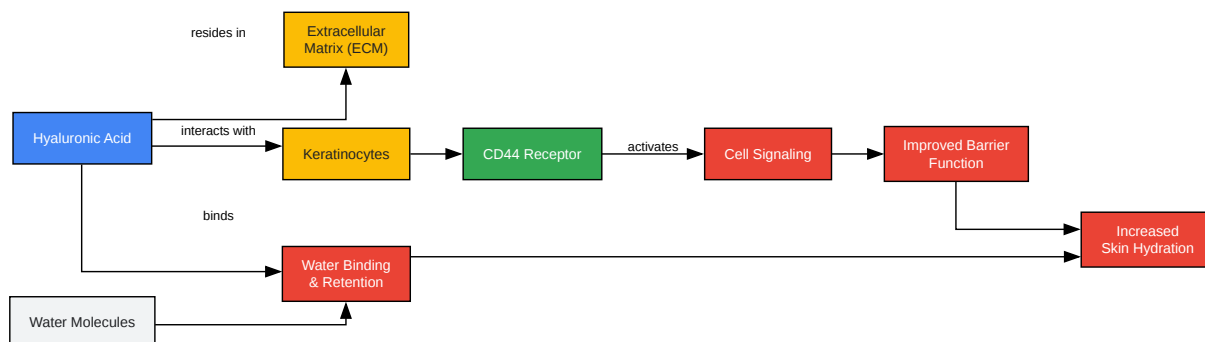 resides in
Extracellular
Matrix (ECM)
Hyaluronic Acid
interacts with
Keratinocytes
CD44 Receptor
activates
Cell Signaling
Improved Barrier
Function
binds
Increased
Skin Hydration
Water Binding
& Retention
Water Molecules